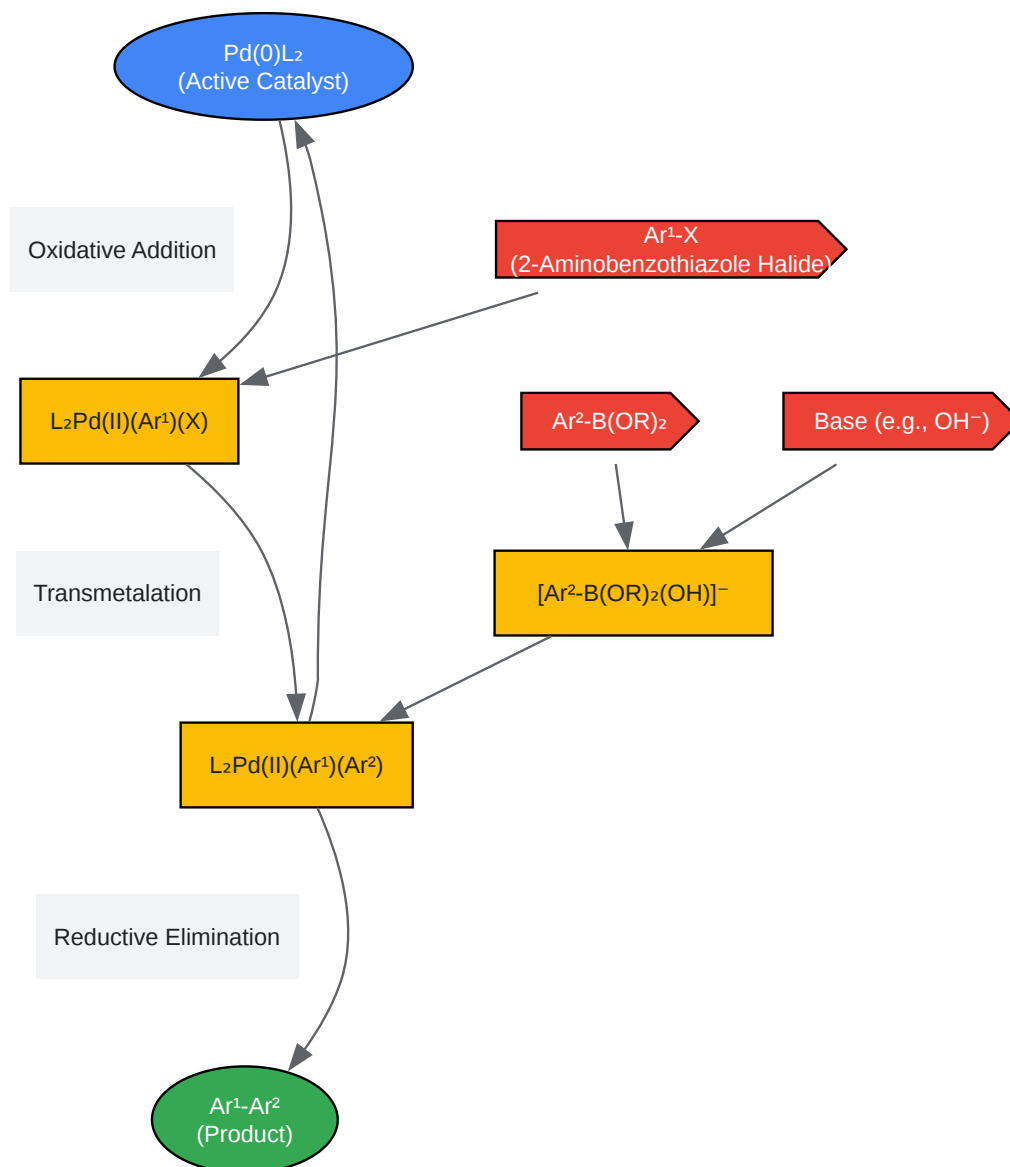 Pd(0)L₂
(Active Catalyst)
Oxidative Addition
Ar¹-X
(2-Aminobenzothiazole Halide)
L₂Pd(II)(Ar¹)(X)
Ar²-B(OR)₂
Base (e.g., OH⁻)
Transmetalation
[Ar²-B(OR)₂(OH)]⁻
L₂Pd(II)(Ar¹)(Ar²)
Reductive Elimination
Ar¹-Ar²
(Product)